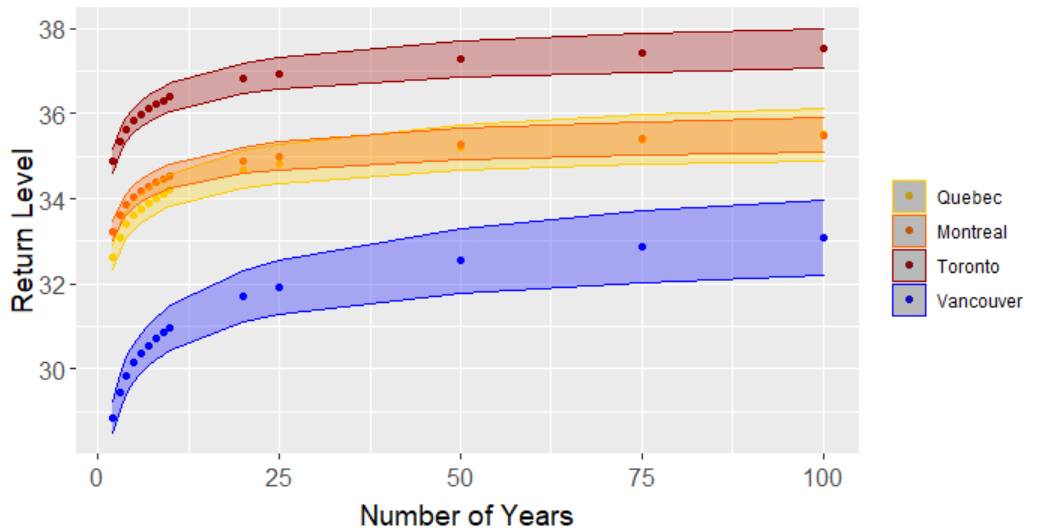 38
36
34
32
30
Return Level
0
25
50
75
100
Number of Years
Quebec
Montreal
Toronto
Vancouver